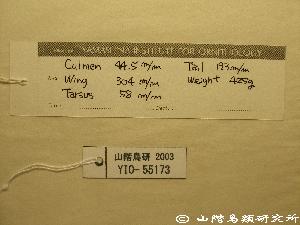 YAMASHINA INSTITUTE FOR ORNITHOLOGY
Culmen 44.5 m/m Tail 193 m/m
Wing 304 m/m Weight 425g
Tarsus 58 m/m
山階鳥研 2003
YIO-55173
© 山階鳥類研究所